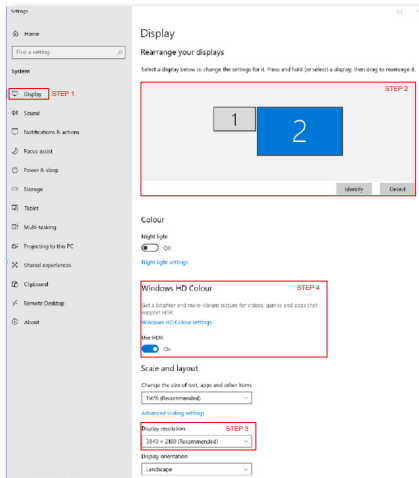 Settings
Home
Find a setting
System
Display STEP 1
Sound
Notifications & actions
Focus assist
Power & sleep
Storage
Tablet
Multi-tasking
Projecting to this PC
Shared experiences
Clipboard
Remote Desktop
About
Display
Rearrange your displays
Select a display below to change the settings for it. Press and hold (or select) a display, then drag to rearrange it.
STEP 2
1
2
Identify Detect
Colour
Night light
Off
Night light settings
Windows HD Colour STEP 4
Get a brighter and more vibrant picture for videos, games and apps that
support HDR.
Windows HD Colour settings
Use HDR
On
Scale and layout
Change the size of text, apps and other items
150% (Recommended)
Advanced scaling settings
Display resolution STEP 3
3840 × 2160 (Recommended)
Display orientation
Landscape